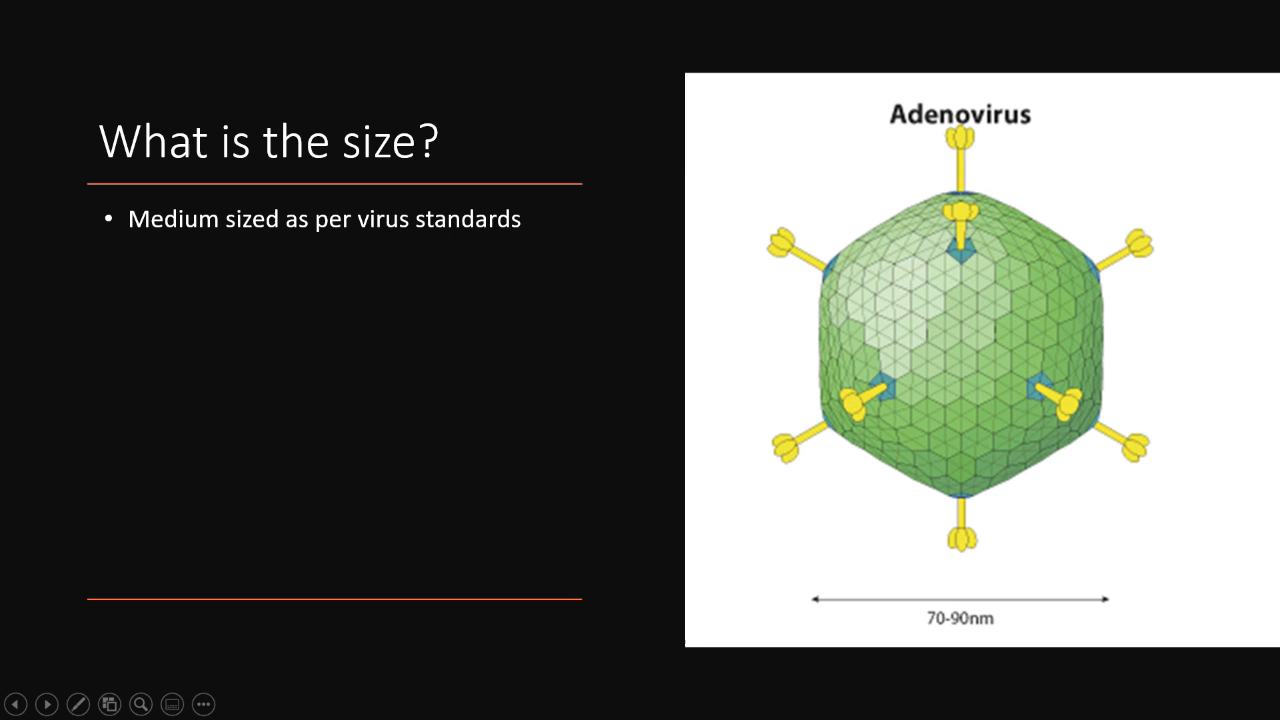 What is the size?
• Medium sized as per virus standards
Adenovirus
70-90nm